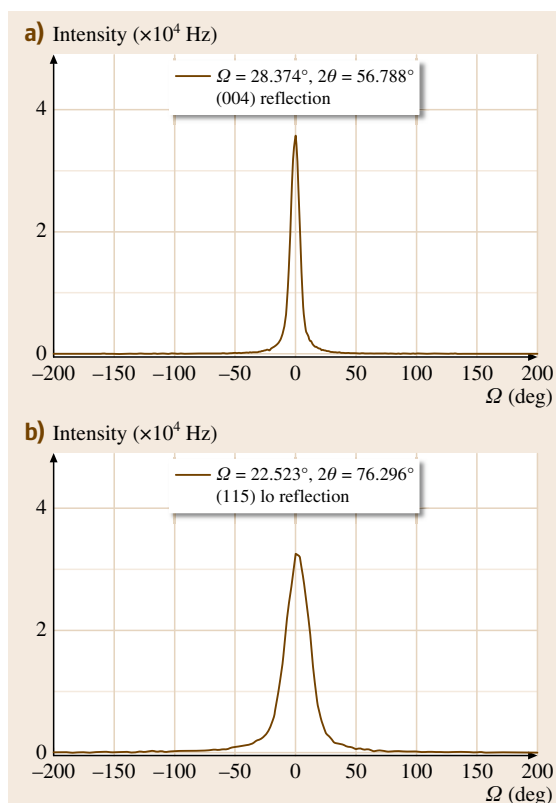 a) Intensity (×10⁴ Hz)
Ω = 28.374°, 2θ = 56.788°
(004) reflection
4
2
0
–200 –150 –100 –50 0 50 100 150 200
Ω (deg)
b) Intensity (×10⁴ Hz)
Ω = 22.523°, 2θ = 76.296°
(115) lo reflection
4
2
0
–200 –150 –100 –50 0 50 100 150 200
Ω (deg)